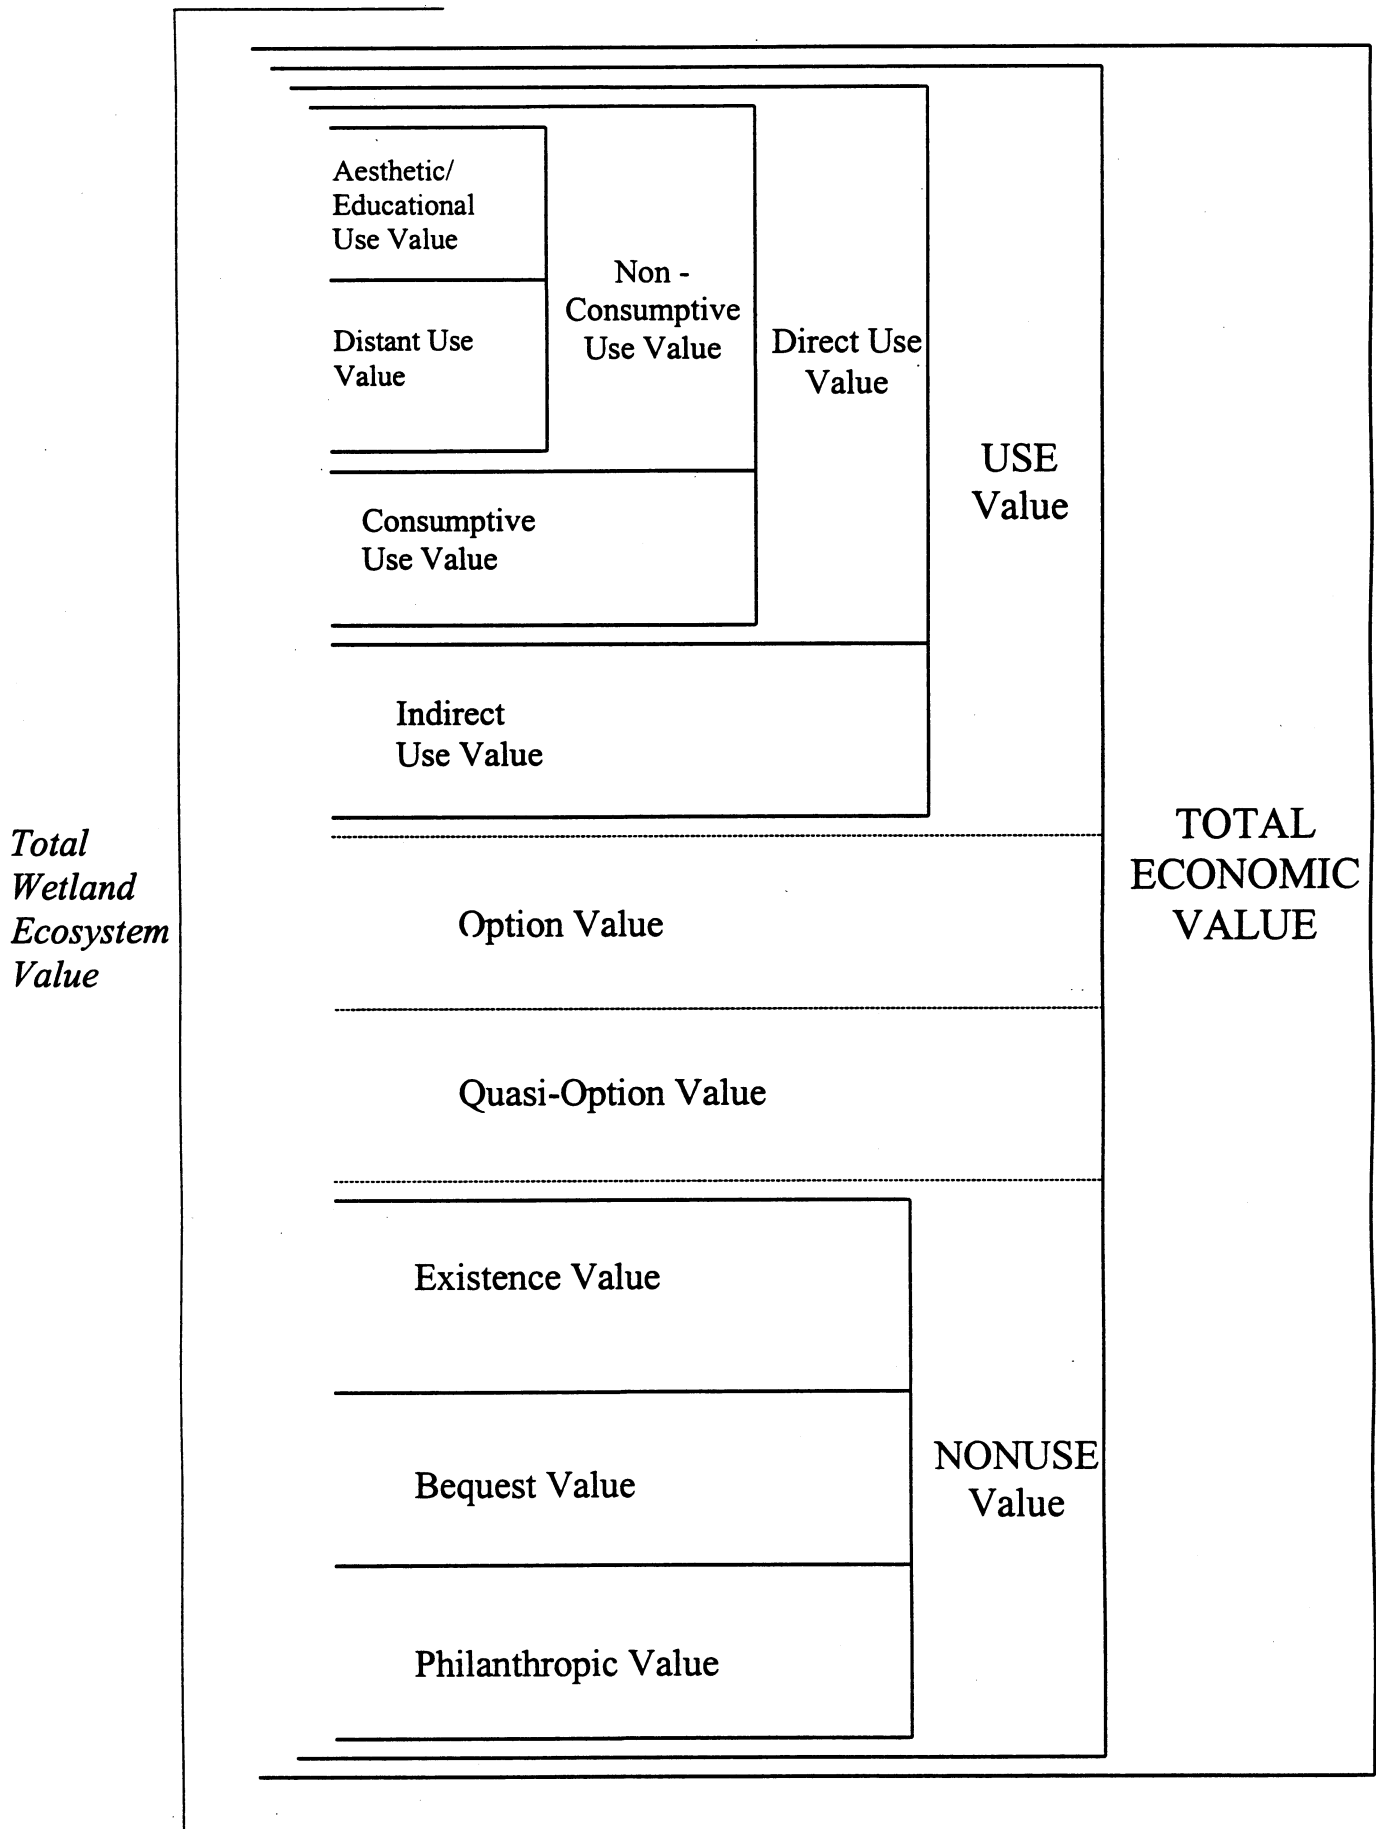 Aesthetic/
Educational
Use Value
Non -
Consumptive
Use Value
Distant Use
Value
Direct Use
Value
USE
Value
Consumptive
Use Value
Indirect
Use Value
Total
Wetland
Ecosystem
Value
TOTAL
ECONOMIC
VALUE
Option Value
Quasi-Option Value
Existence Value
Bequest Value
NONUSE
Value
Philanthropic Value